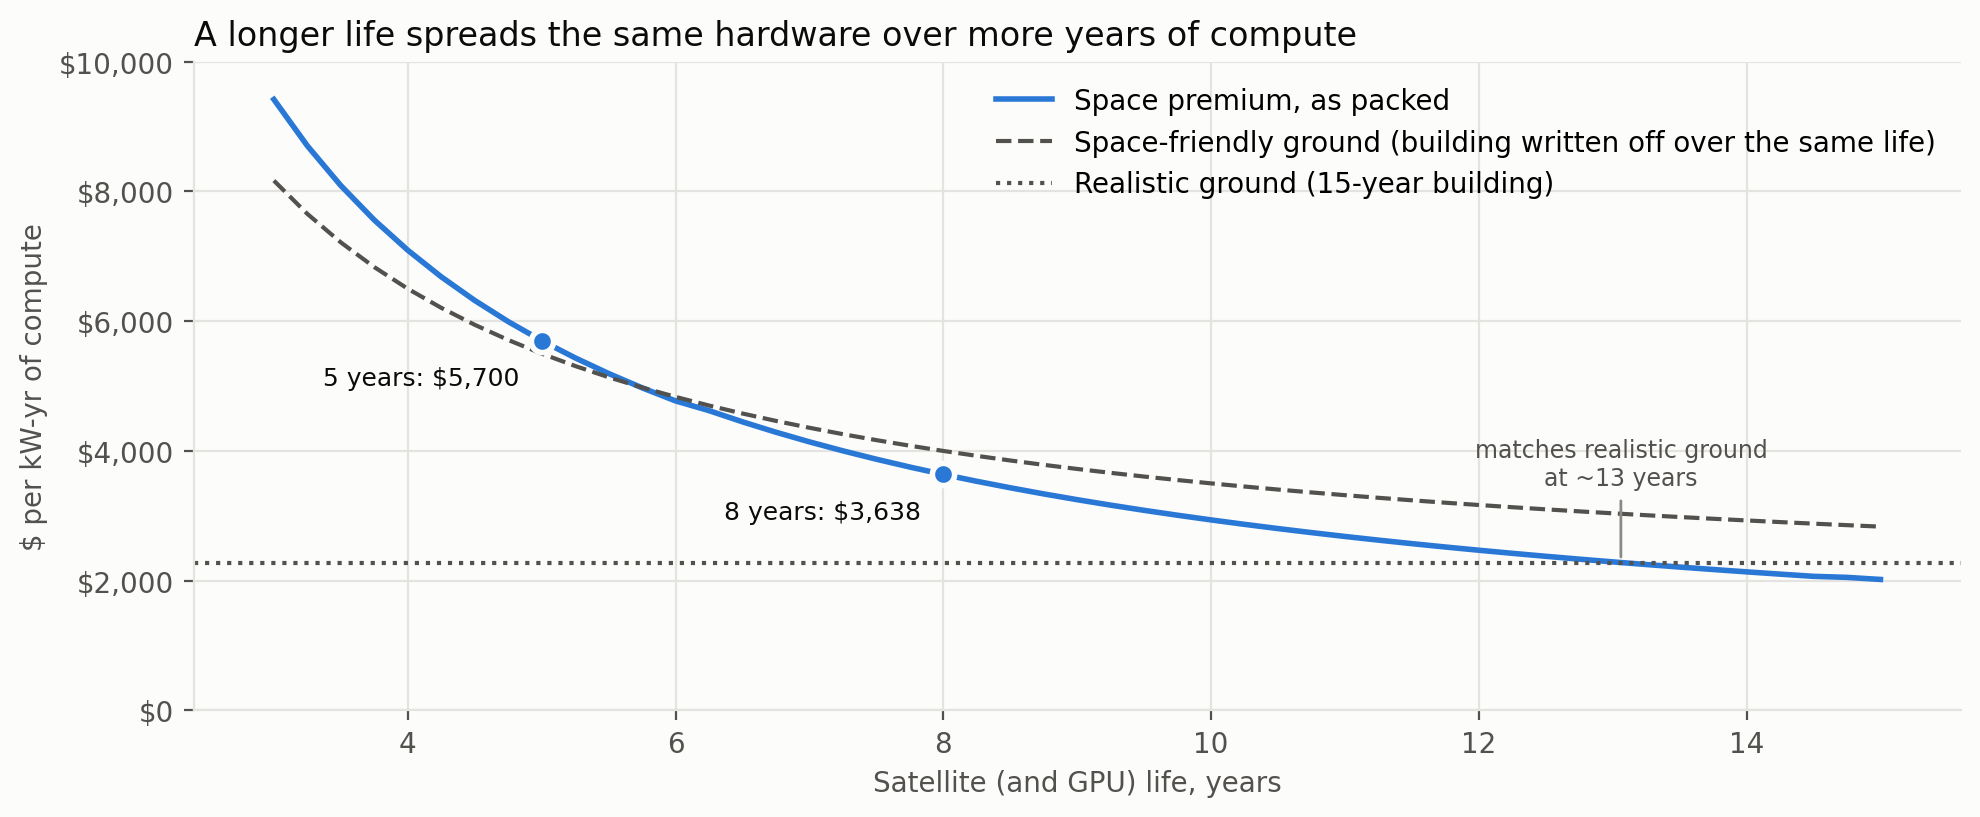 A longer life spreads the same hardware over more years of compute
$10,000
$8,000
$6,000
$4,000
$2,000
$0
$ per kW-yr of compute
Space premium, as packed
Space-friendly ground (building written off over the same life)
Realistic ground (15-year building)
5 years: $5,700
8 years: $3,638
matches realistic ground
at ~13 years
4
6
8
10
12
14
Satellite (and GPU) life, years